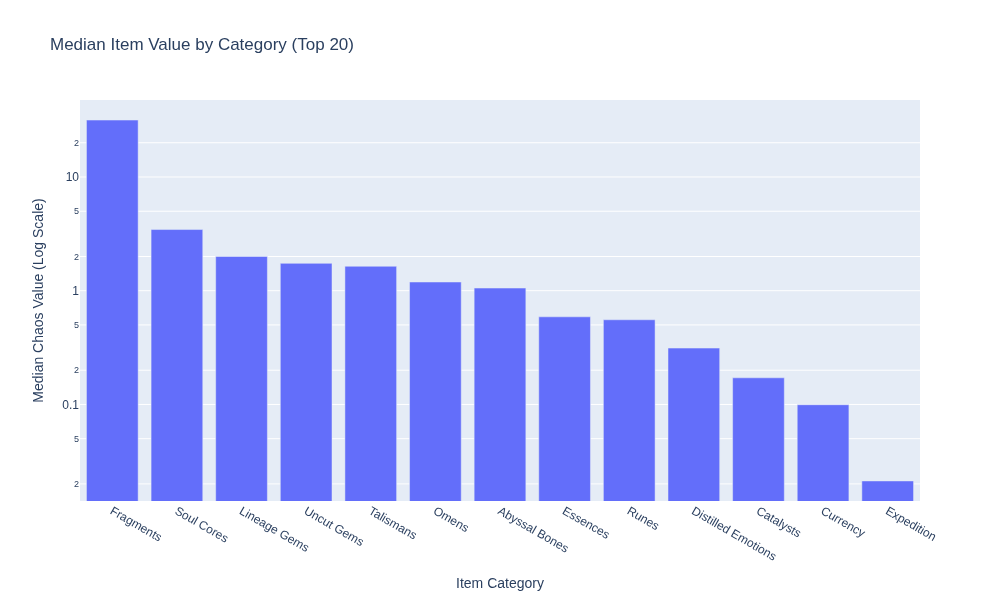 Median Item Value by Category (Top 20)
Median Chaos Value (Log Scale)
2
10
5
2
1
5
2
0.1
5
2
Fragments
Soul Cores
Lineage Gems
Uncut Gems
Talismans
Omens
Abyssal Bones
Essences
Runes
Distilled Emotions
Catalysts
Currency
Expedition
Item Category